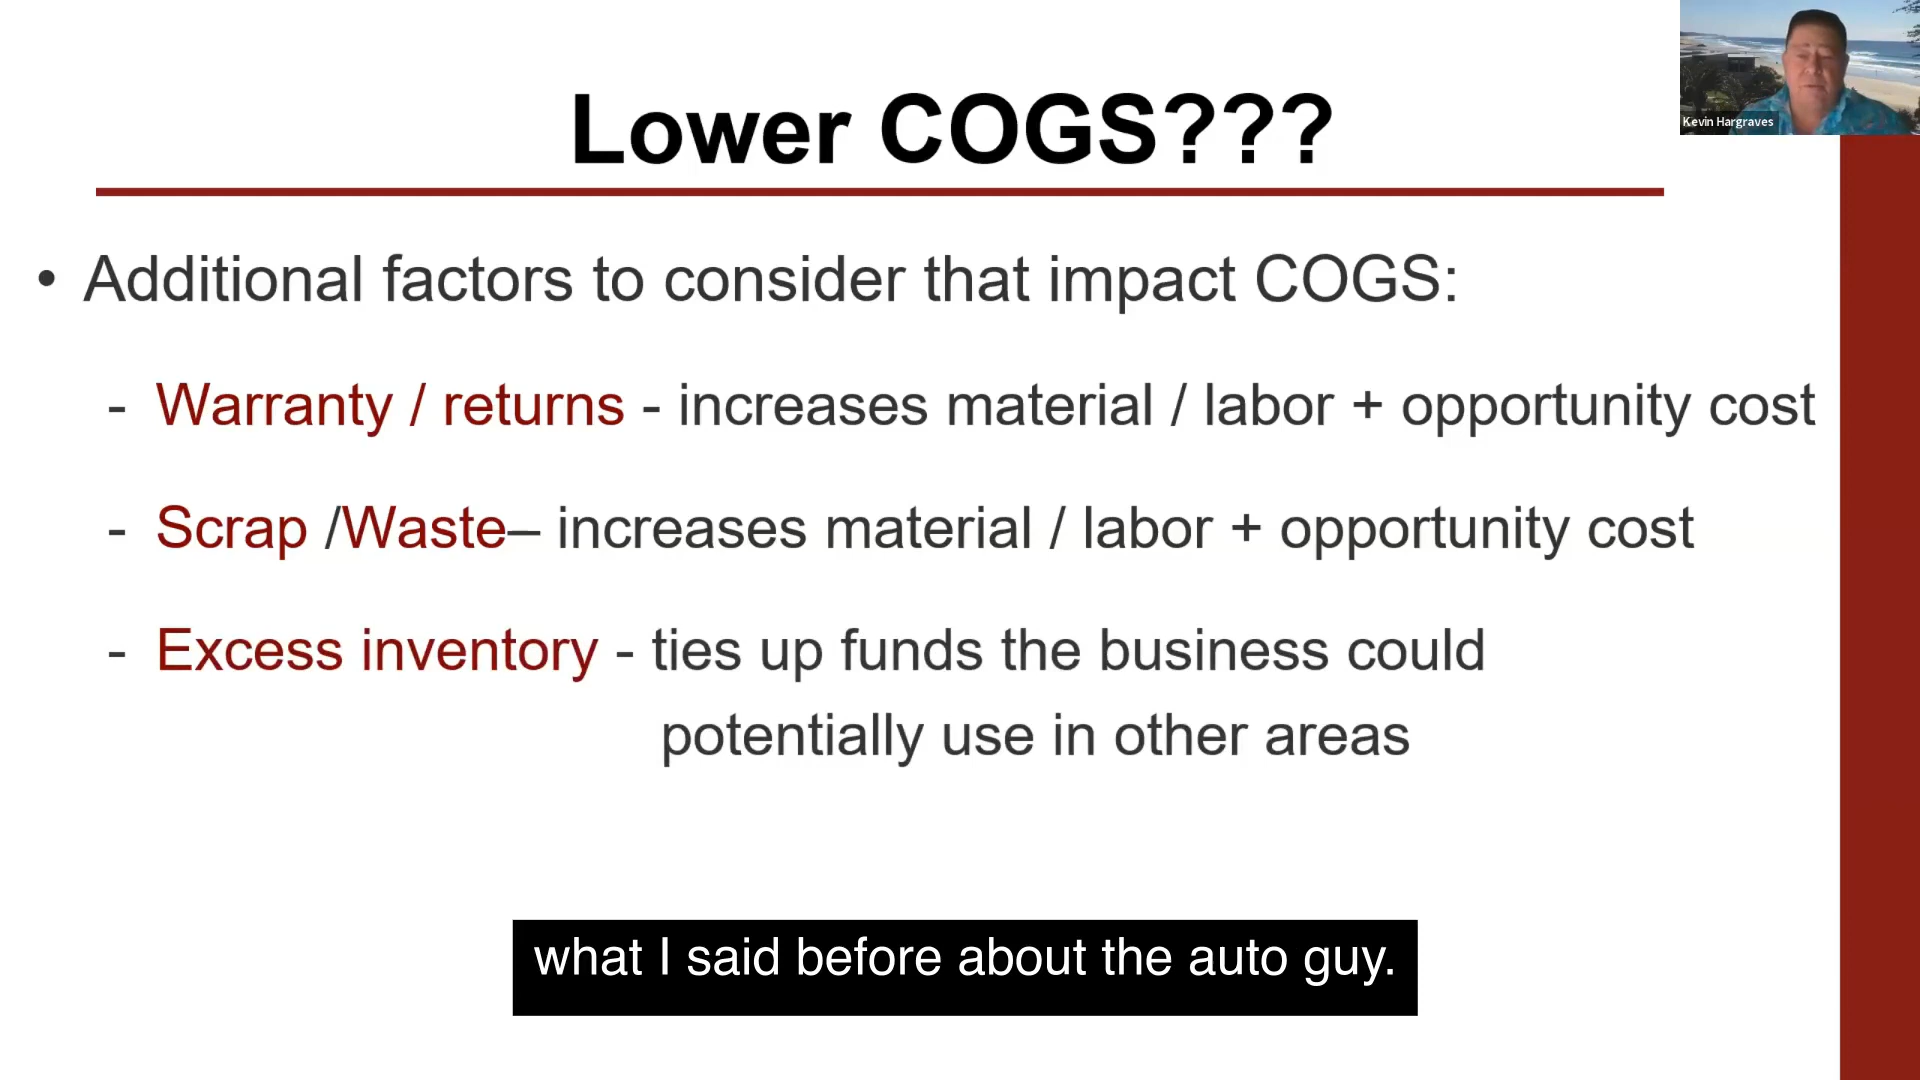 Lower COGS???
Kevin Hargraves
• Additional factors to consider that impact COGS:
- Warranty / returns - increases material / labor + opportunity cost
- Scrap /Waste– increases material / labor + opportunity cost
- Excess inventory - ties up funds the business could
potentially use in other areas
what I said before about the auto guy.